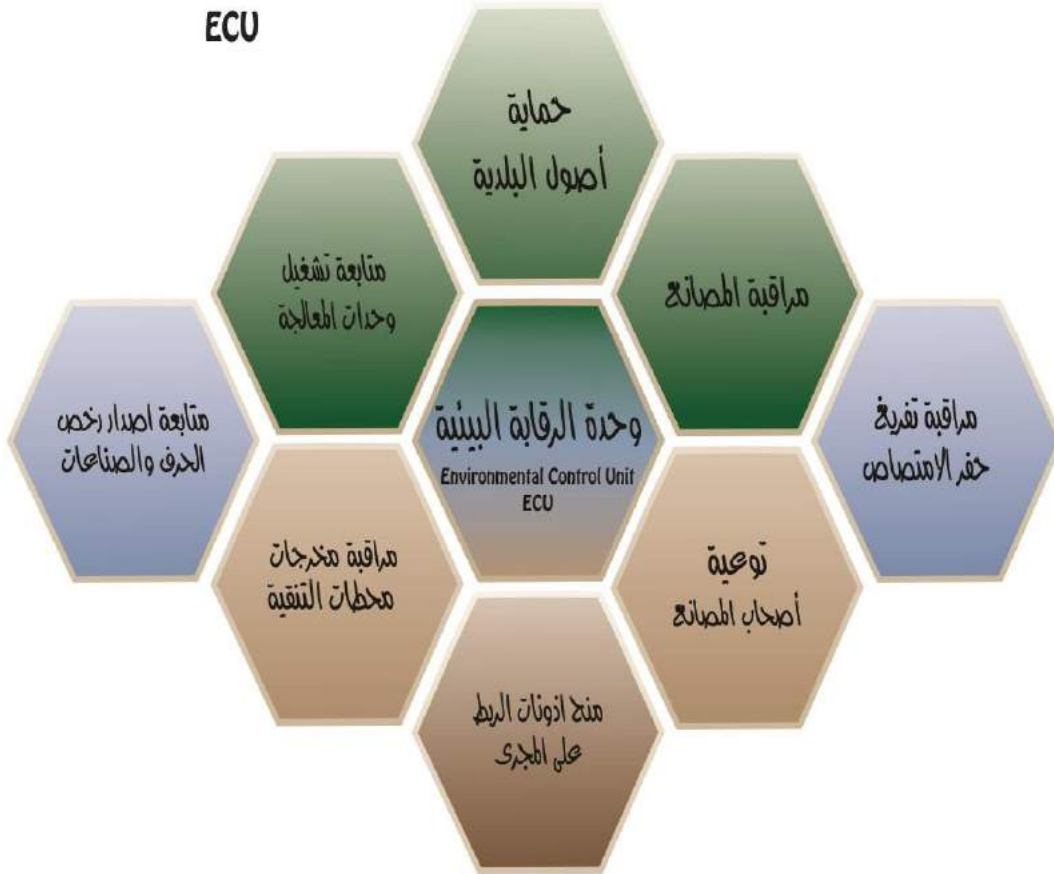 ECU
حماية
أصول البلدية
متابعة تشغيل
وحدات المعالجة
مراقبة المصانع
متابعة اصدار رخص
الحرف والصناعات
وحدة الرقابة البيئية
Environmental Control Unit
ECU
مراقبة تفريغ
حفر الامتصاص
مراقبة مخرجات
محطات التنقية
توعية
أصحاب المصانع
منح اذونات الربط
على المجرى